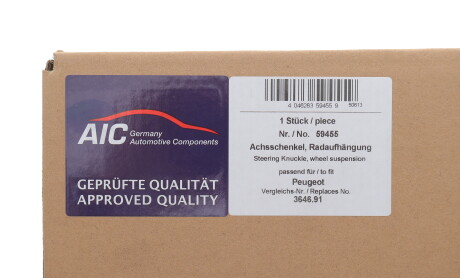 AIC Germany
Automotive Components
GEPRÜFTE QUALITÄT
APPROVED QUALITY
4 046283 59455 9
1 Stück / piece
Nr. / No. 59455
Achsschenkel, Radaufhängung
Steering Knuckle, wheel suspension
passend für / to fit
Peugeot
Vergleichs-Nr. / Replaces No.
3646.91